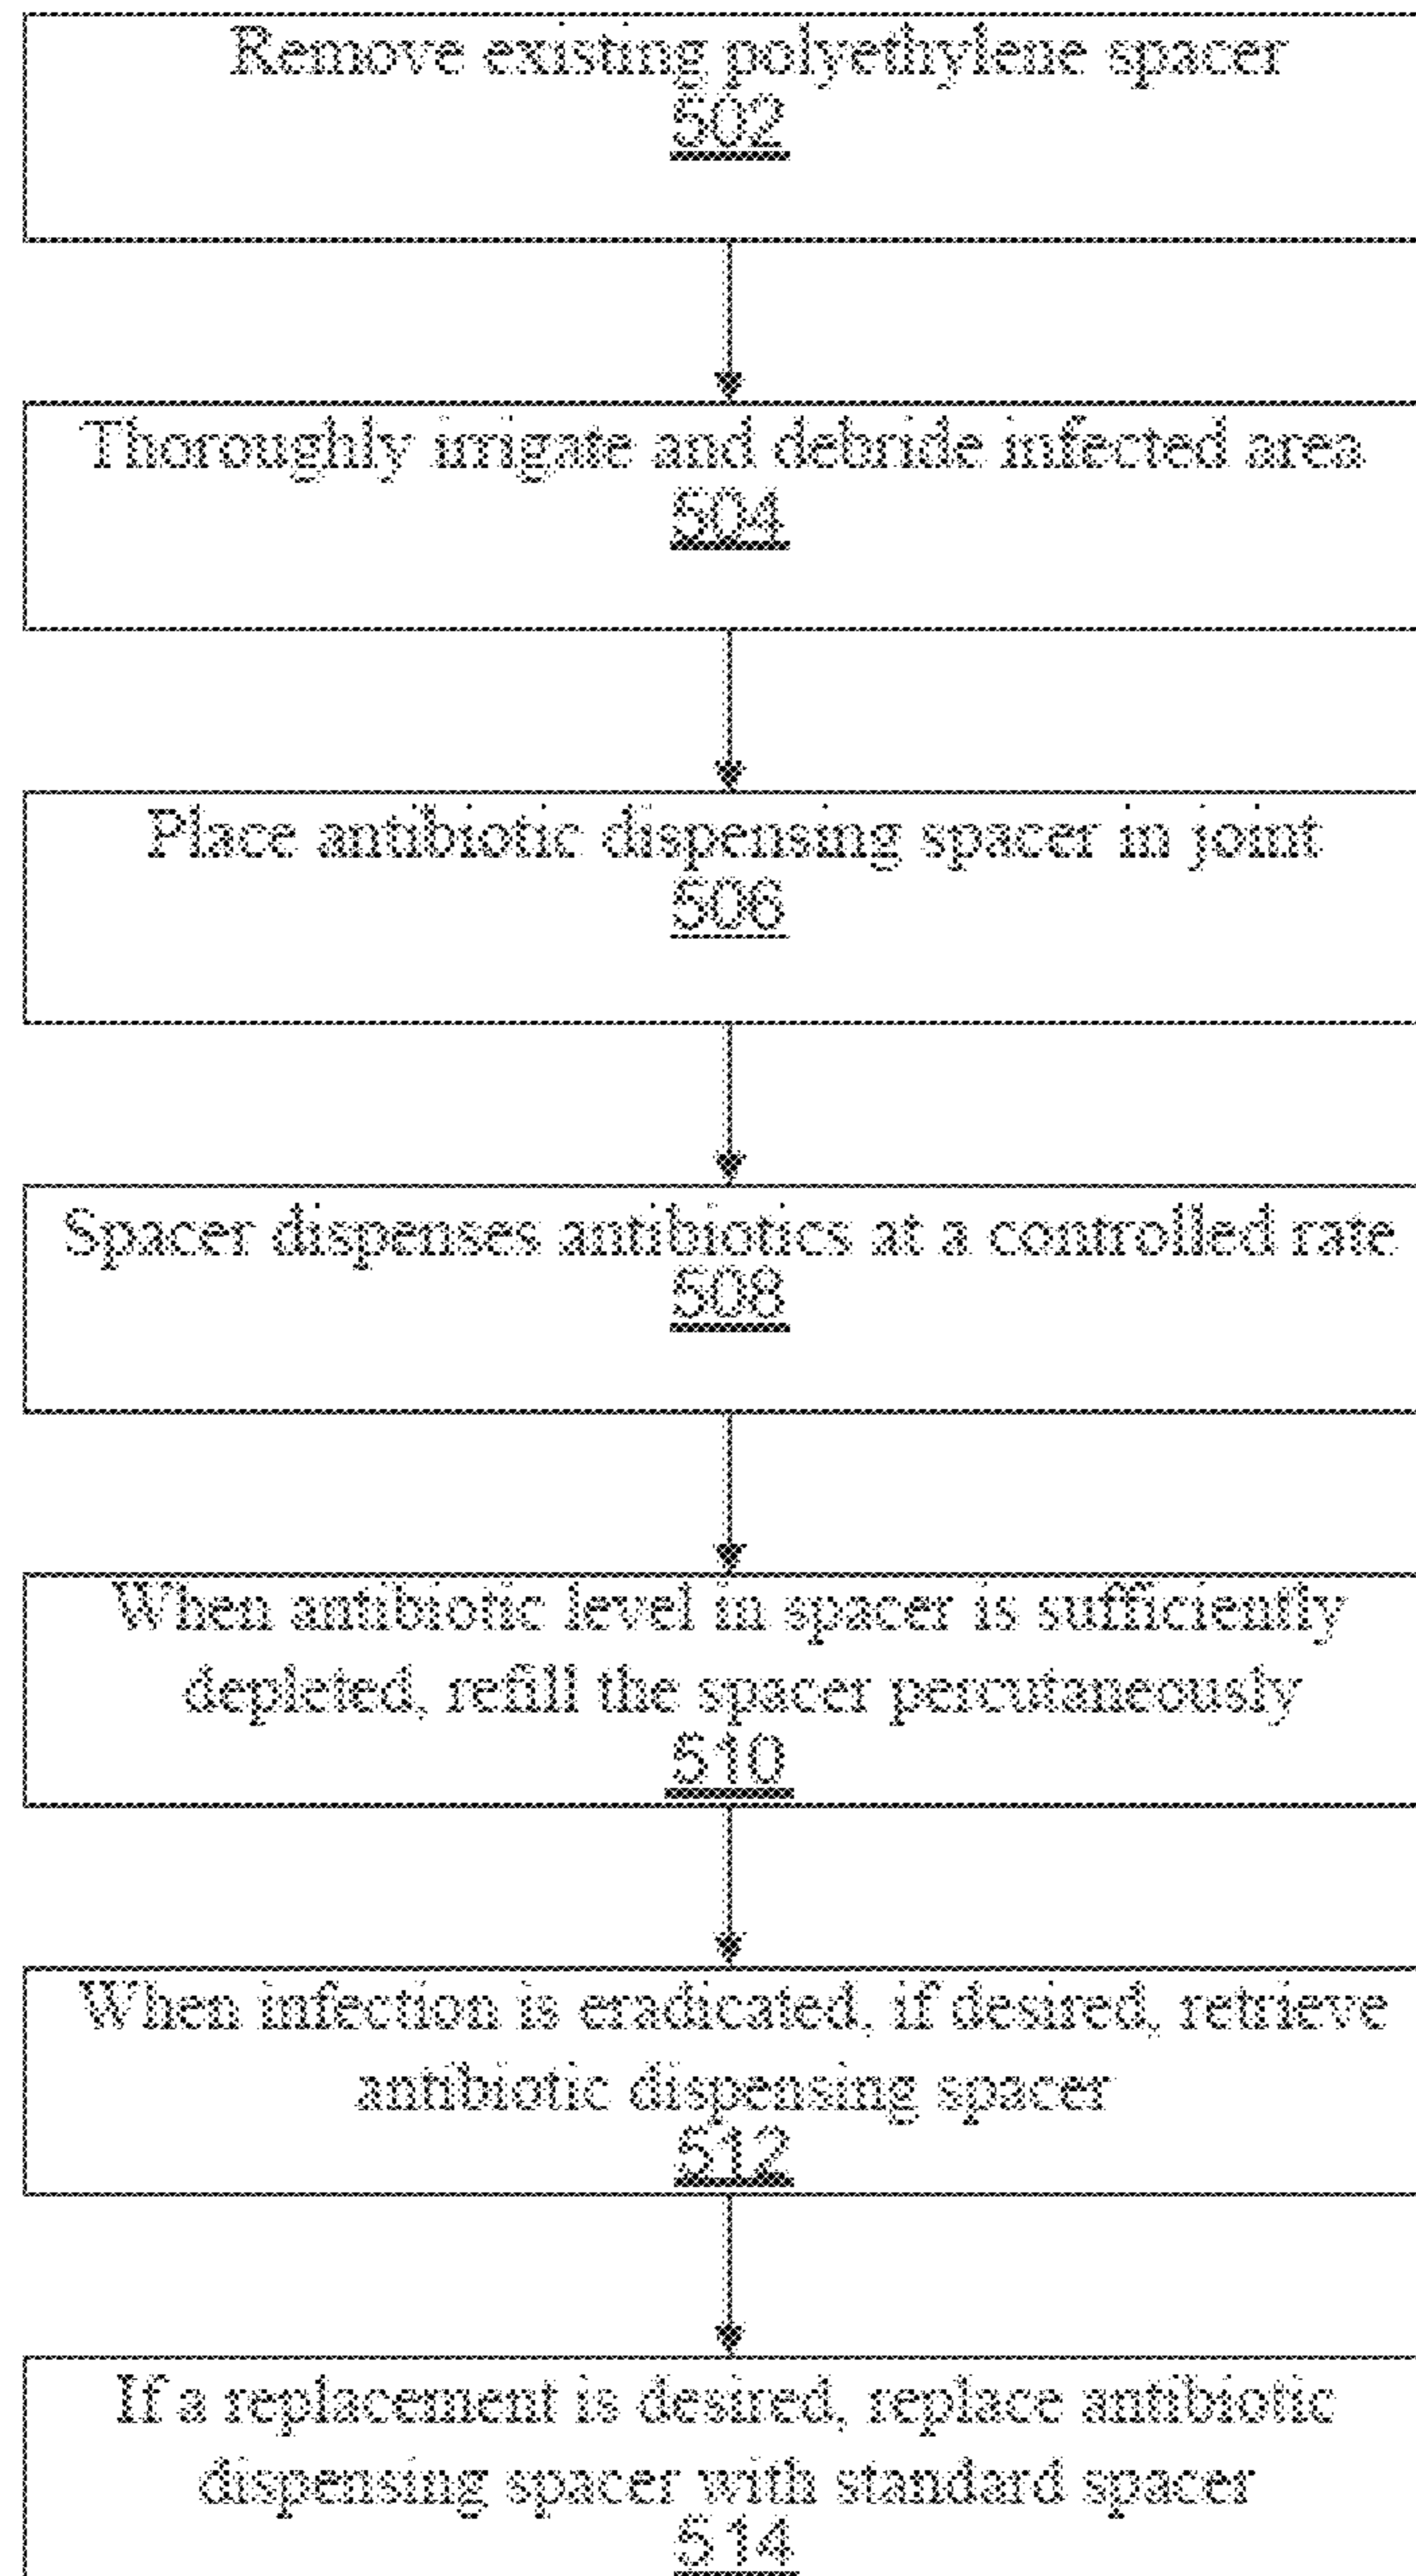 Remove existing polyethylene spacer
502
Thoroughly irrigate and debride infected area
504
Place antibiotic dispensing spacer in joint
506
Spacer dispenses antibiotics at a controlled rate
508
When antibiotic level in spacer is sufficiently
depleted, refill the spacer percutaneously
510
When infection is eradicated, if desired, retrieve
antibiotic dispensing spacer
512
If a replacement is desired, replace antibiotic
dispensing spacer with standard spacer
514